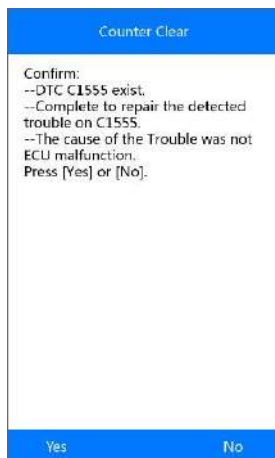 Counter Clear
Confirm:
--DTC C1555 exist.
--Complete to repair the detected
trouble on C1555.
--The cause of the Trouble was not
ECU malfunction.
Press [Yes] or [No].
Yes
No